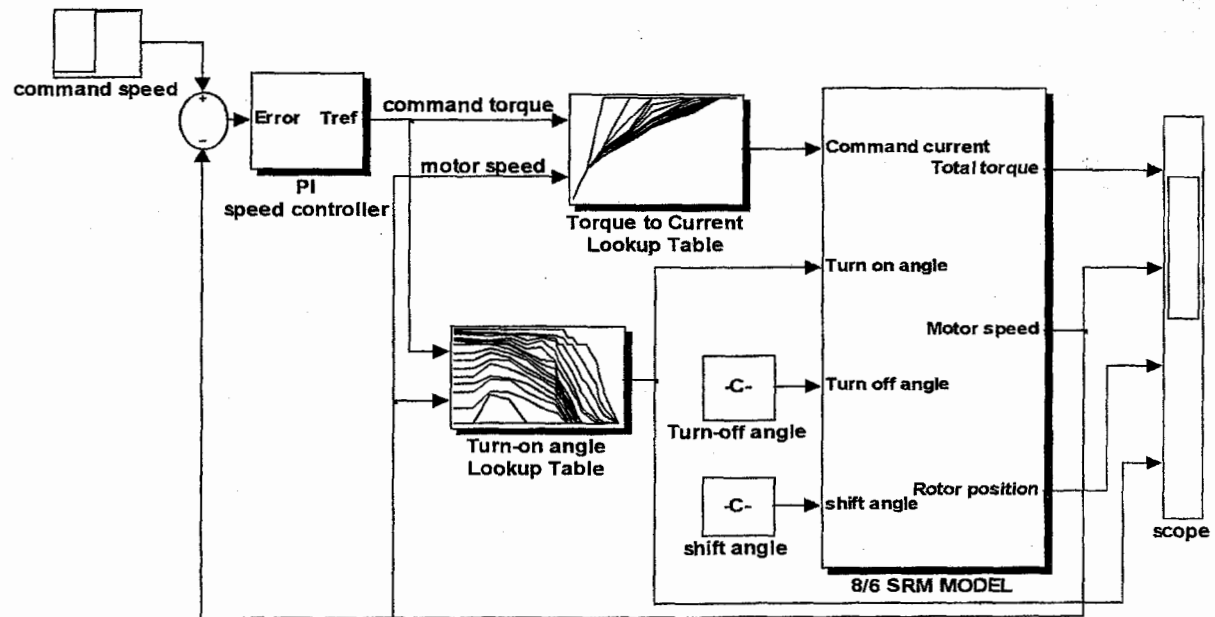 command speed
+
−
Error
Tref
PI
speed controller
command torque
motor speed
Torque to Current
Lookup Table
Turn-on angle
Lookup Table
-C-
Turn-off angle
-C-
shift angle
Command current
Total torque
Turn on angle
Motor speed
Turn off angle
Rotor position
shift angle
8/6 SRM MODEL
scope